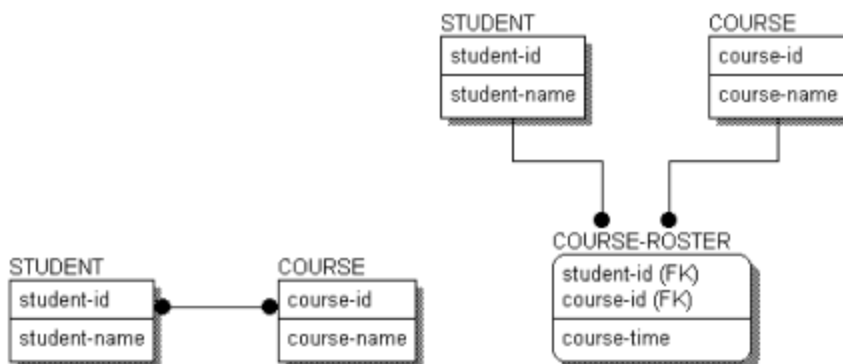 STUDENT
student-id
student-name
COURSE
course-id
course-name
STUDENT
student-id
student-name
COURSE
course-id
course-name
COURSE-ROSTER
student-id (FK)
course-id (FK)
course-time